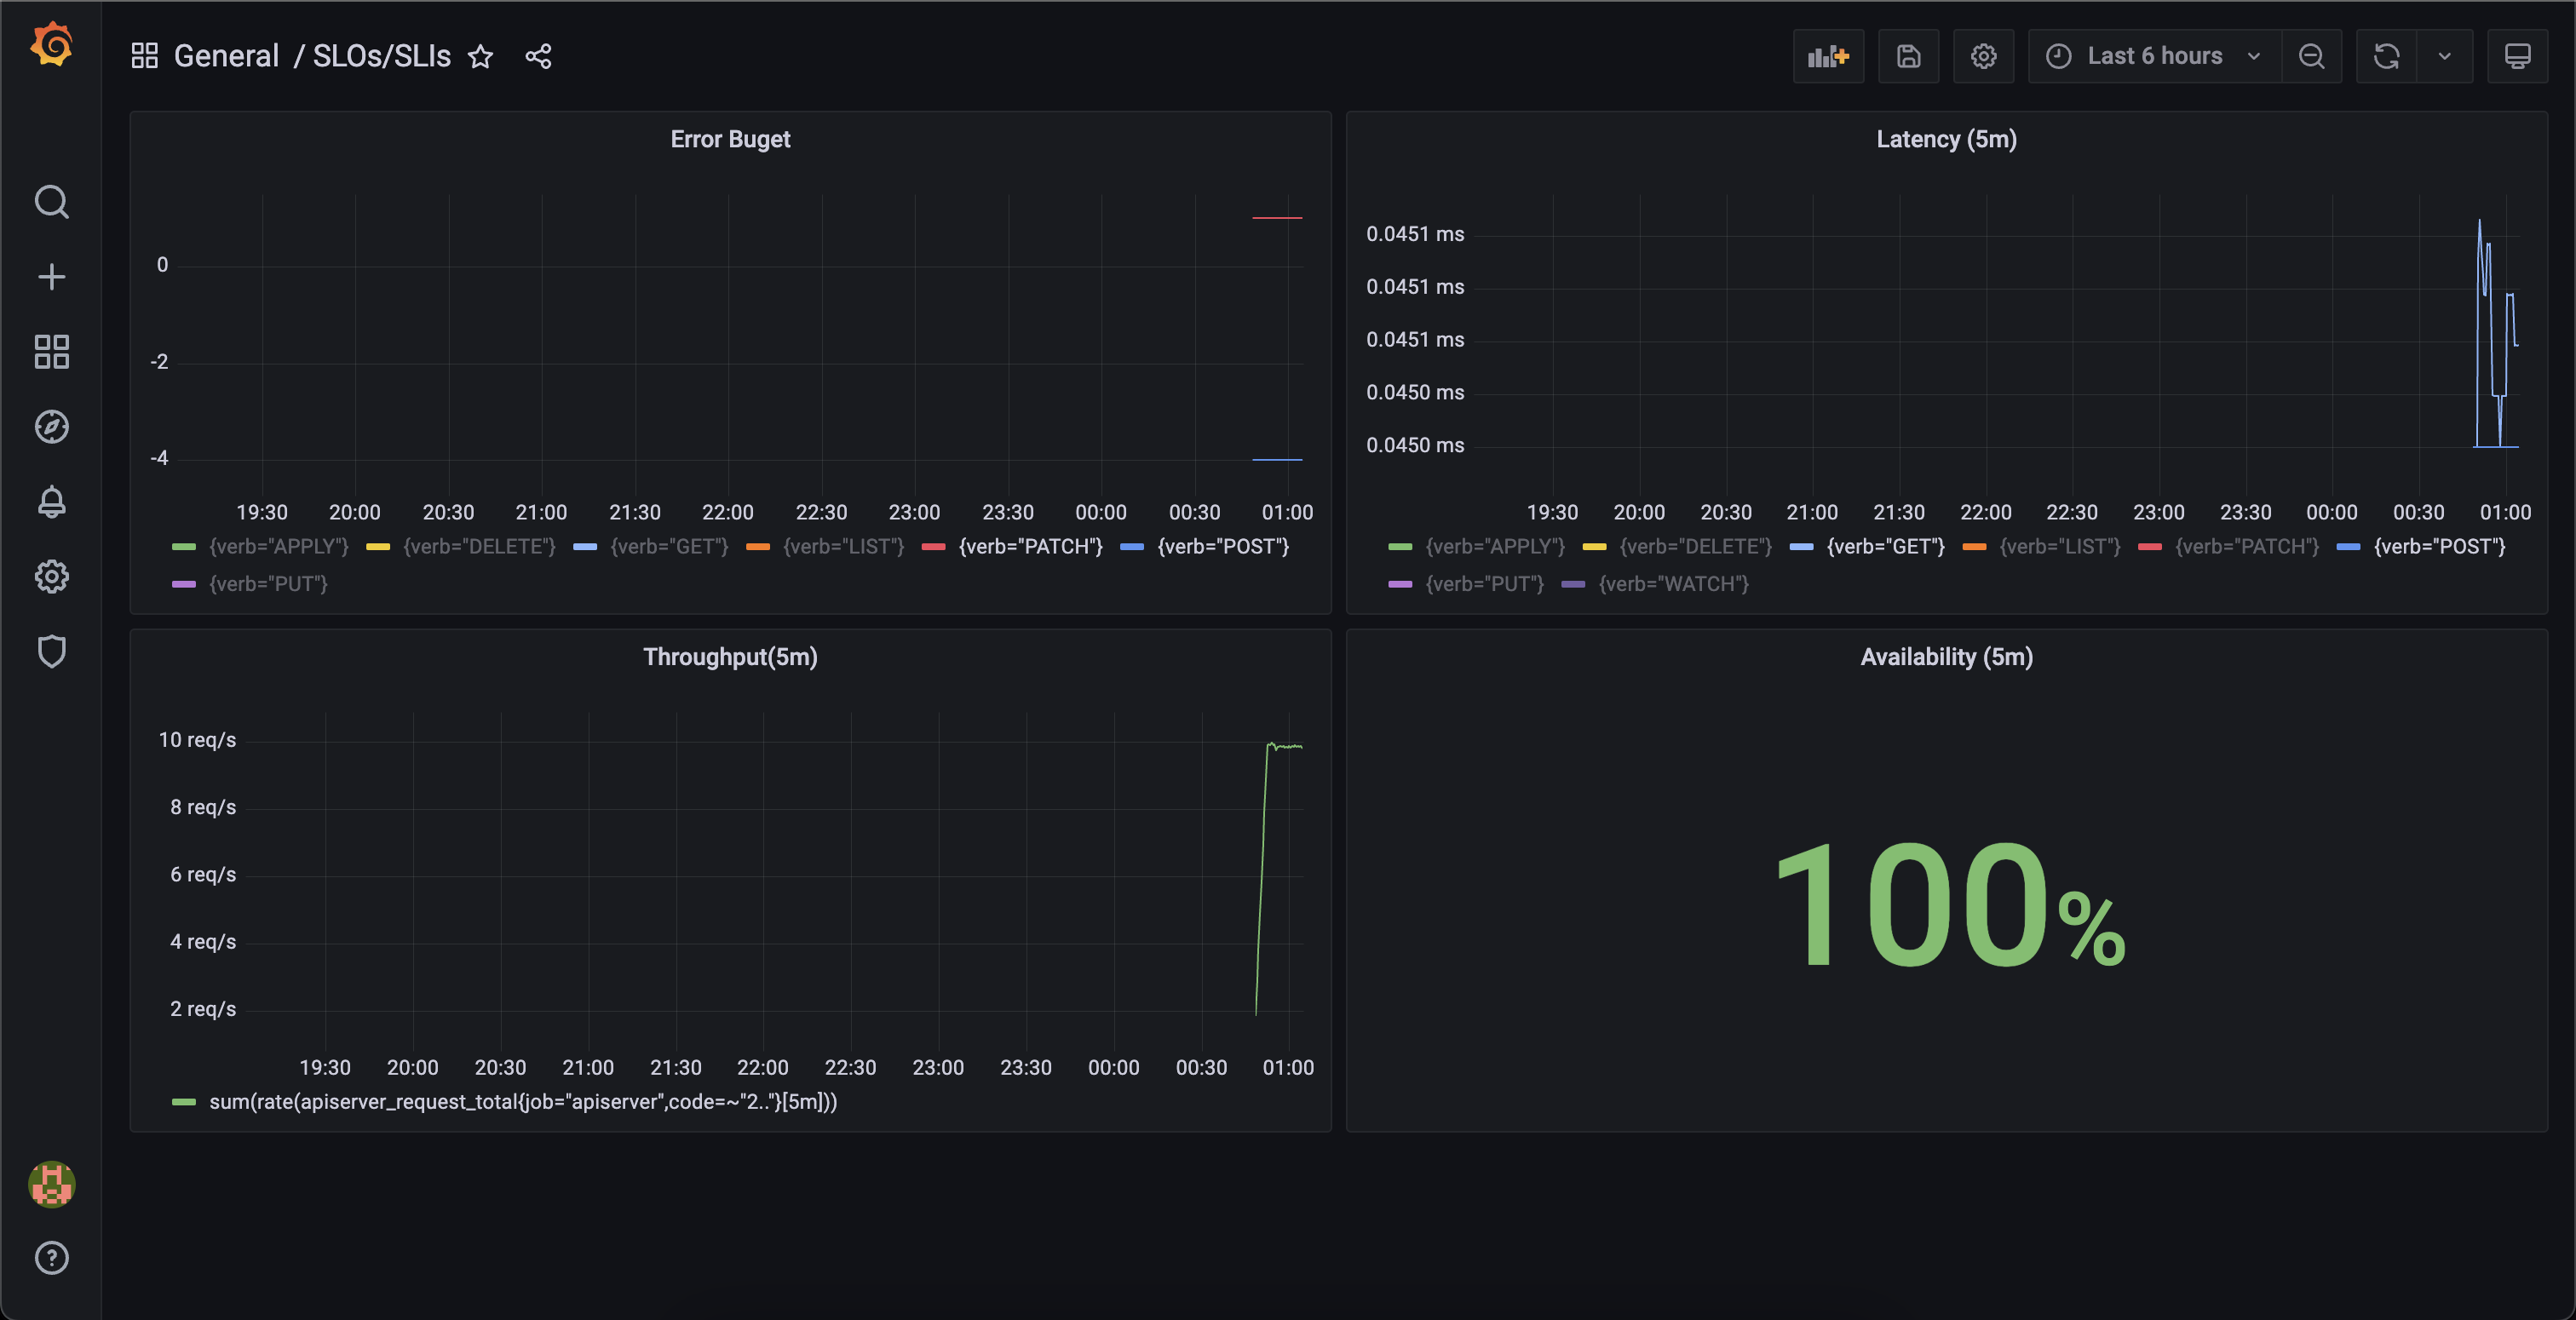 General / SLOs/SLIs
Last 6 hours
Error Buget
0
-2
-4
19:30 20:00 20:30 21:00 21:30 22:00 22:30 23:00 23:30 00:00 00:30 01:00
{verb="APPLY"} {verb="DELETE"} {verb="GET"} {verb="LIST"} {verb="PATCH"} {verb="POST"}
{verb="PUT"}
Latency (5m)
0.0451 ms
0.0451 ms
0.0451 ms
0.0450 ms
0.0450 ms
19:30 20:00 20:30 21:00 21:30 22:00 22:30 23:00 23:30 00:00 00:30 01:00
{verb="APPLY"} {verb="DELETE"} {verb="GET"} {verb="LIST"} {verb="PATCH"} {verb="POST"}
{verb="PUT"} {verb="WATCH"}
Throughput(5m)
10 req/s
8 req/s
6 req/s
4 req/s
2 req/s
19:30 20:00 20:30 21:00 21:30 22:00 22:30 23:00 23:30 00:00 00:30 01:00
sum(rate(apiserver_request_total{job="apiserver",code=~"2.."}[5m]))
Availability (5m)
100%